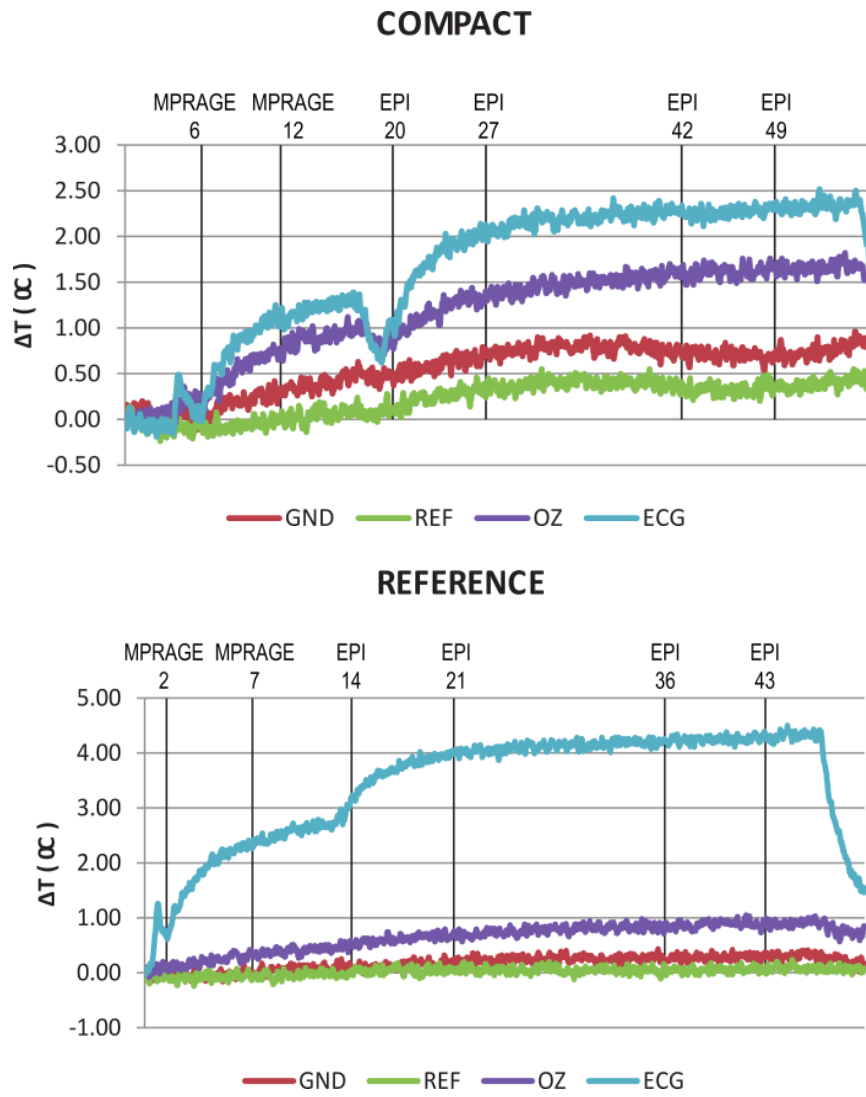 COMPACT
MPRAGE MPRAGE EPI EPI EPI EPI
6 12 20 27 42 49
3.00
2.50
2.00
1.50
1.00
0.50
0.00
-0.50
ΔT ( 0C )
GND REF OZ ECG
REFERENCE
MPRAGE MPRAGE EPI EPI EPI EPI
2 7 14 21 36 43
5.00
4.00
3.00
2.00
1.00
0.00
-1.00
ΔT ( 0C )
GND REF OZ ECG